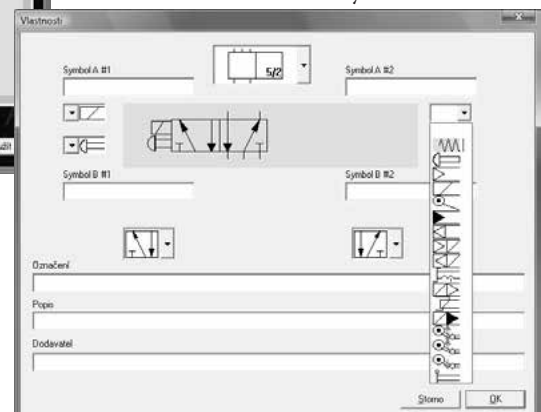 Vlastnosti
Symbol A #1
5/2
Symbol A #2
Symbol B #1
Symbol B #2
Označení
Popis
Dodavatel
Storno
OK